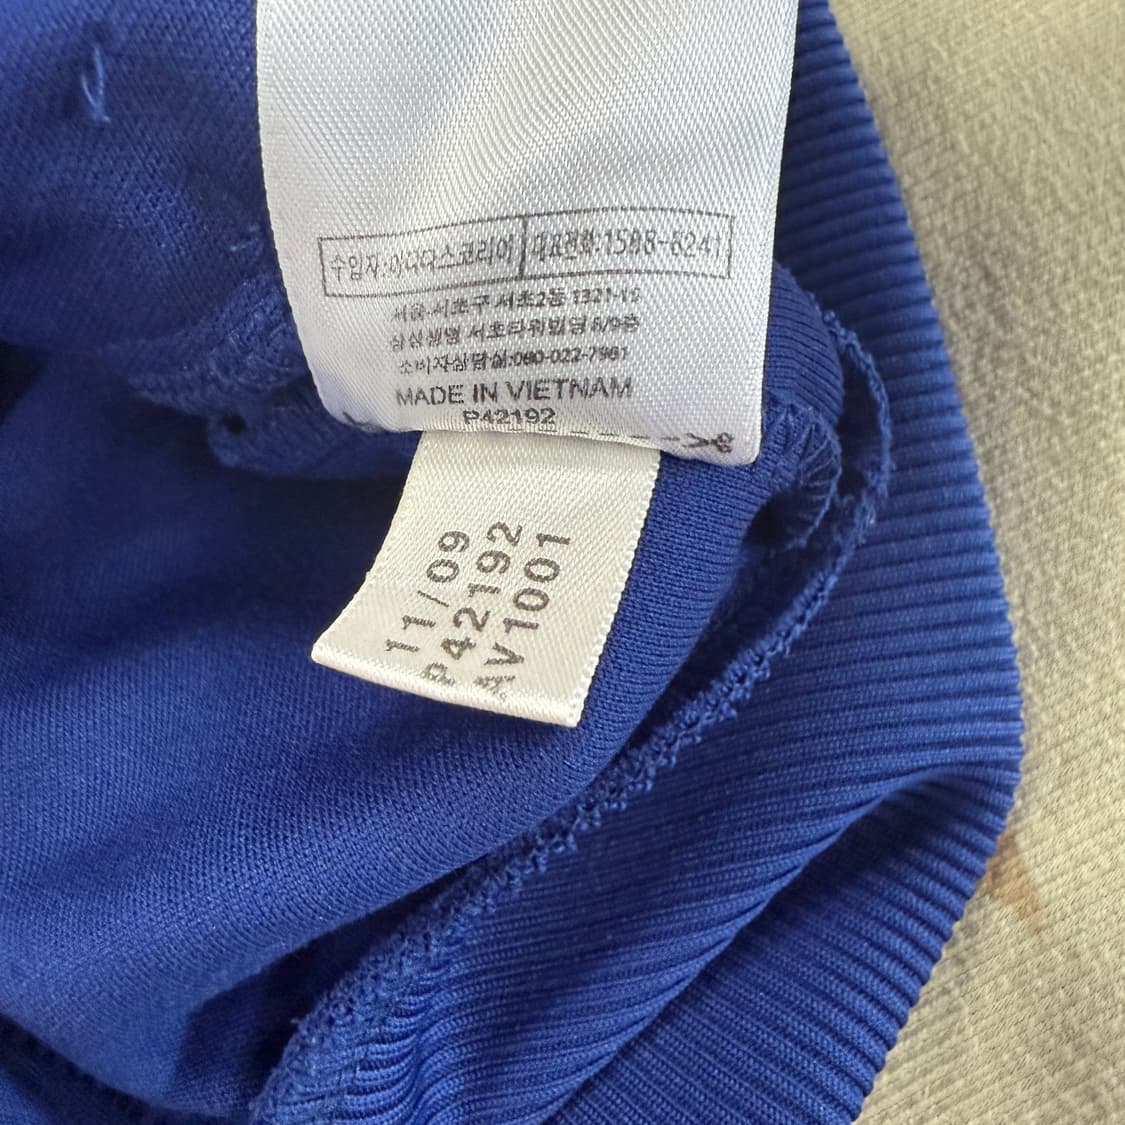 수입자:아디다스코리아 대표전화:1588-8241
서울 서초구 서초2동 1321-15
삼성생명 서초타워빌딩 8/9층
소비자상담실:080-022-7961
MADE IN VIETNAM
P42192
11/09
P42192
AV1001